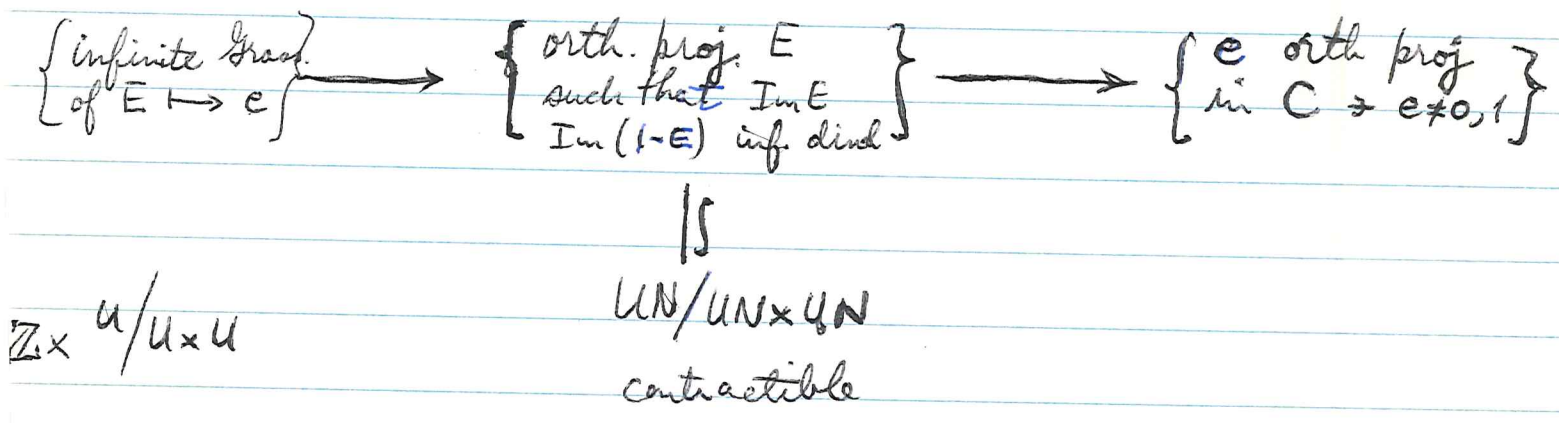 { infinite Grass. of E ↦ e } ⟶ { orth. proj. E such that Im E Im (1-E) inf. diml } ⟶ { e orth proj in C ∋ e≠0,1 }
|S
ℤ× U/U×U UN/UN×UN
contractible